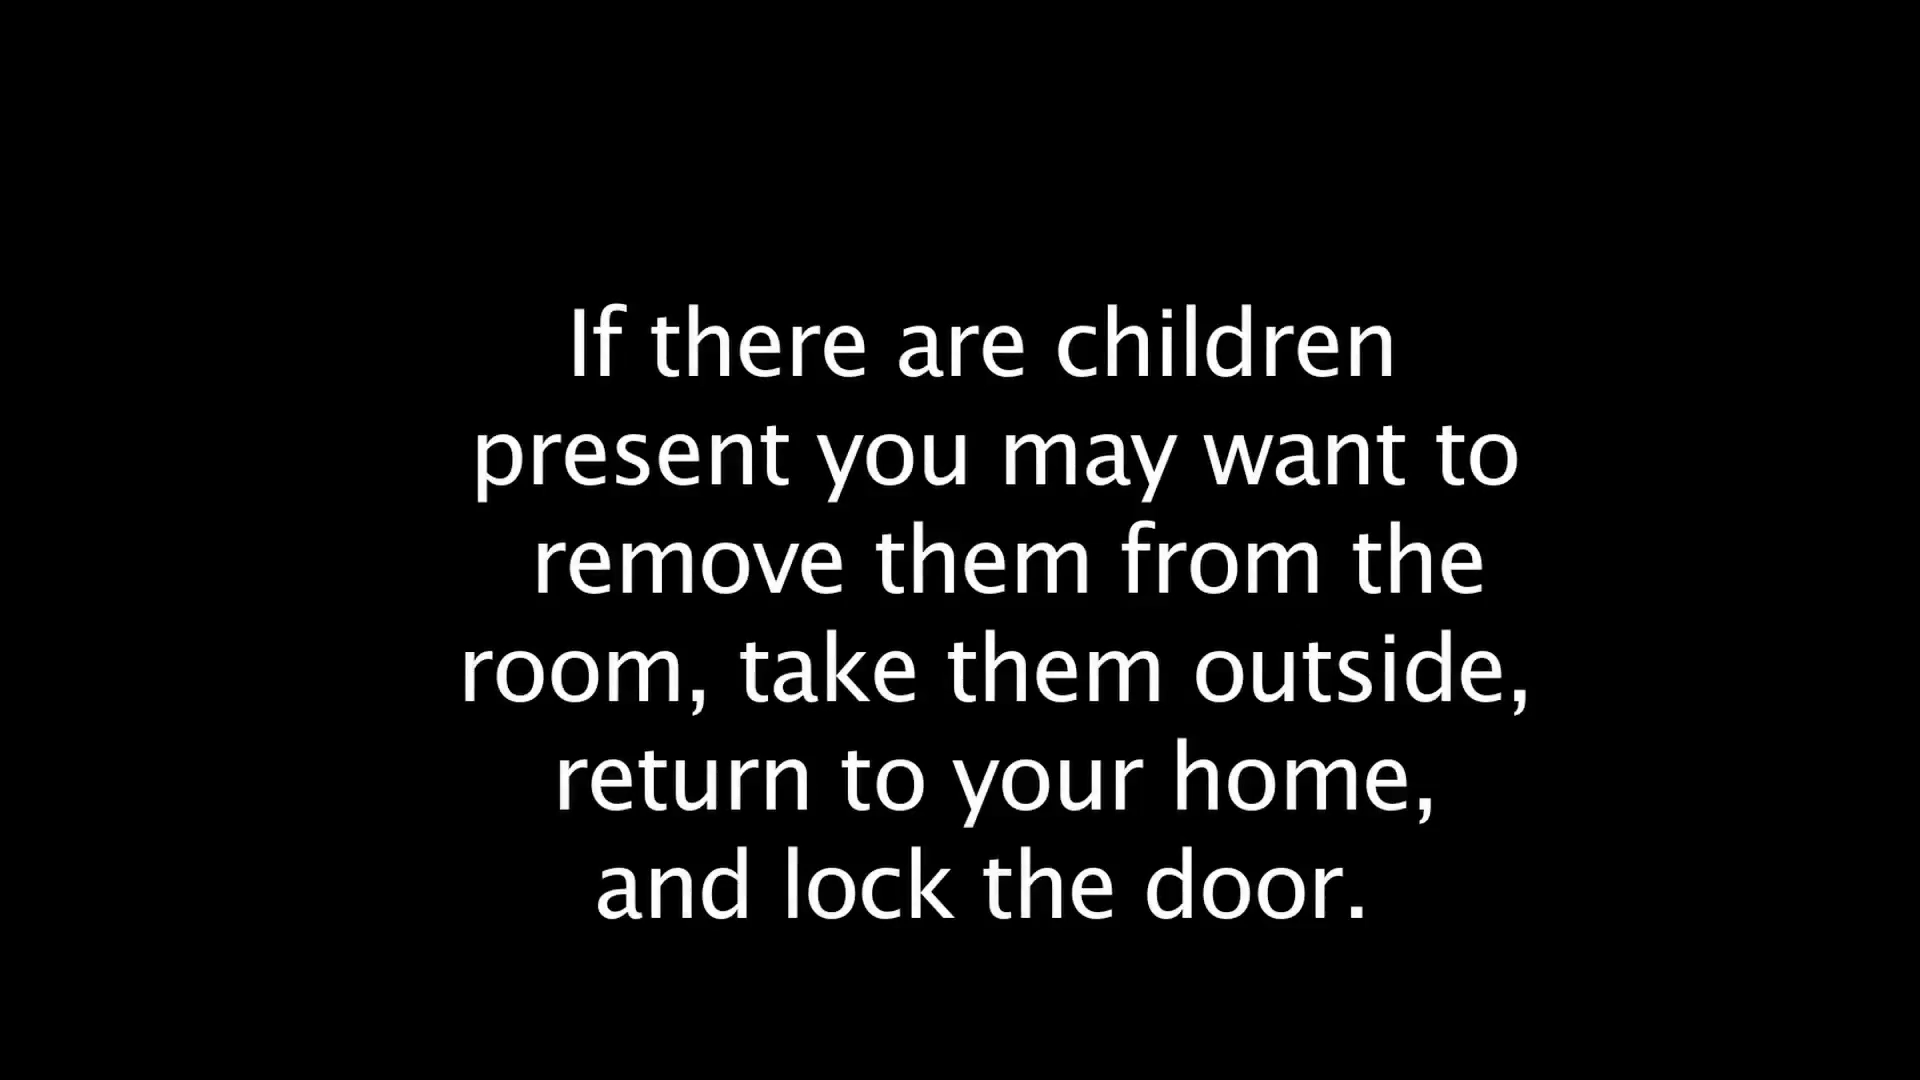 If there are children
present you may want to
remove them from the
room, take them outside,
return to your home,
and lock the door.